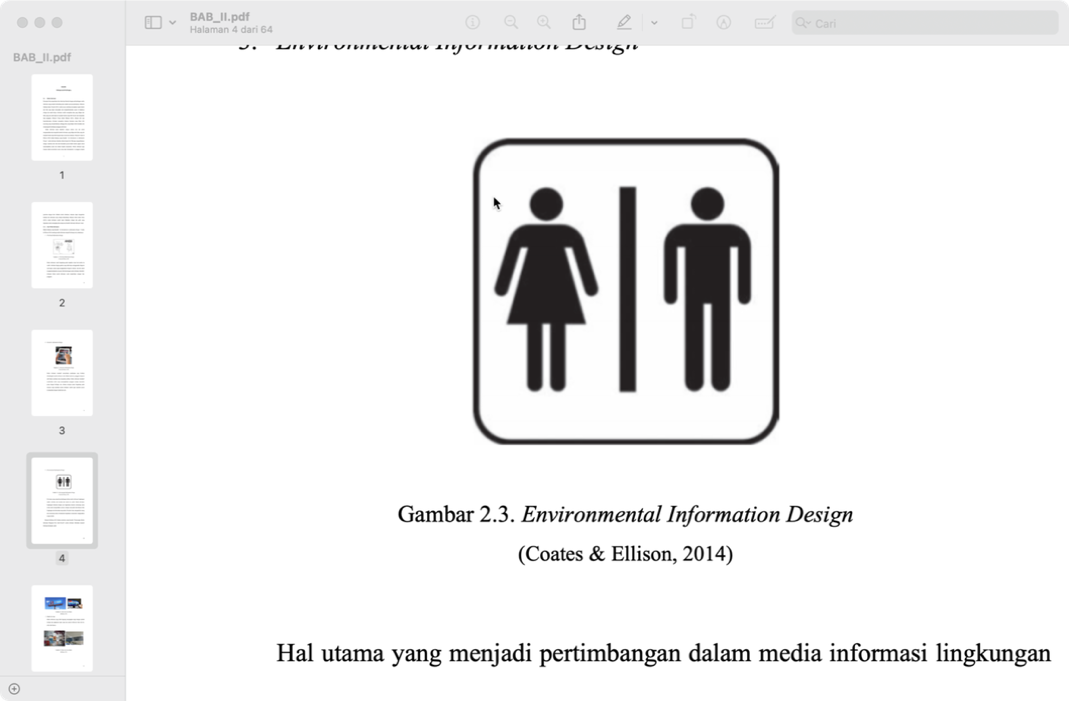 BAB_II.pdf
Halaman 4 dari 64
Cari
BAB_II.pdf
1
2
3
4
3. Environmental Information Design
Gambar 2.3. Environmental Information Design
(Coates & Ellison, 2014)
Hal utama yang menjadi pertimbangan dalam media informasi lingkungan